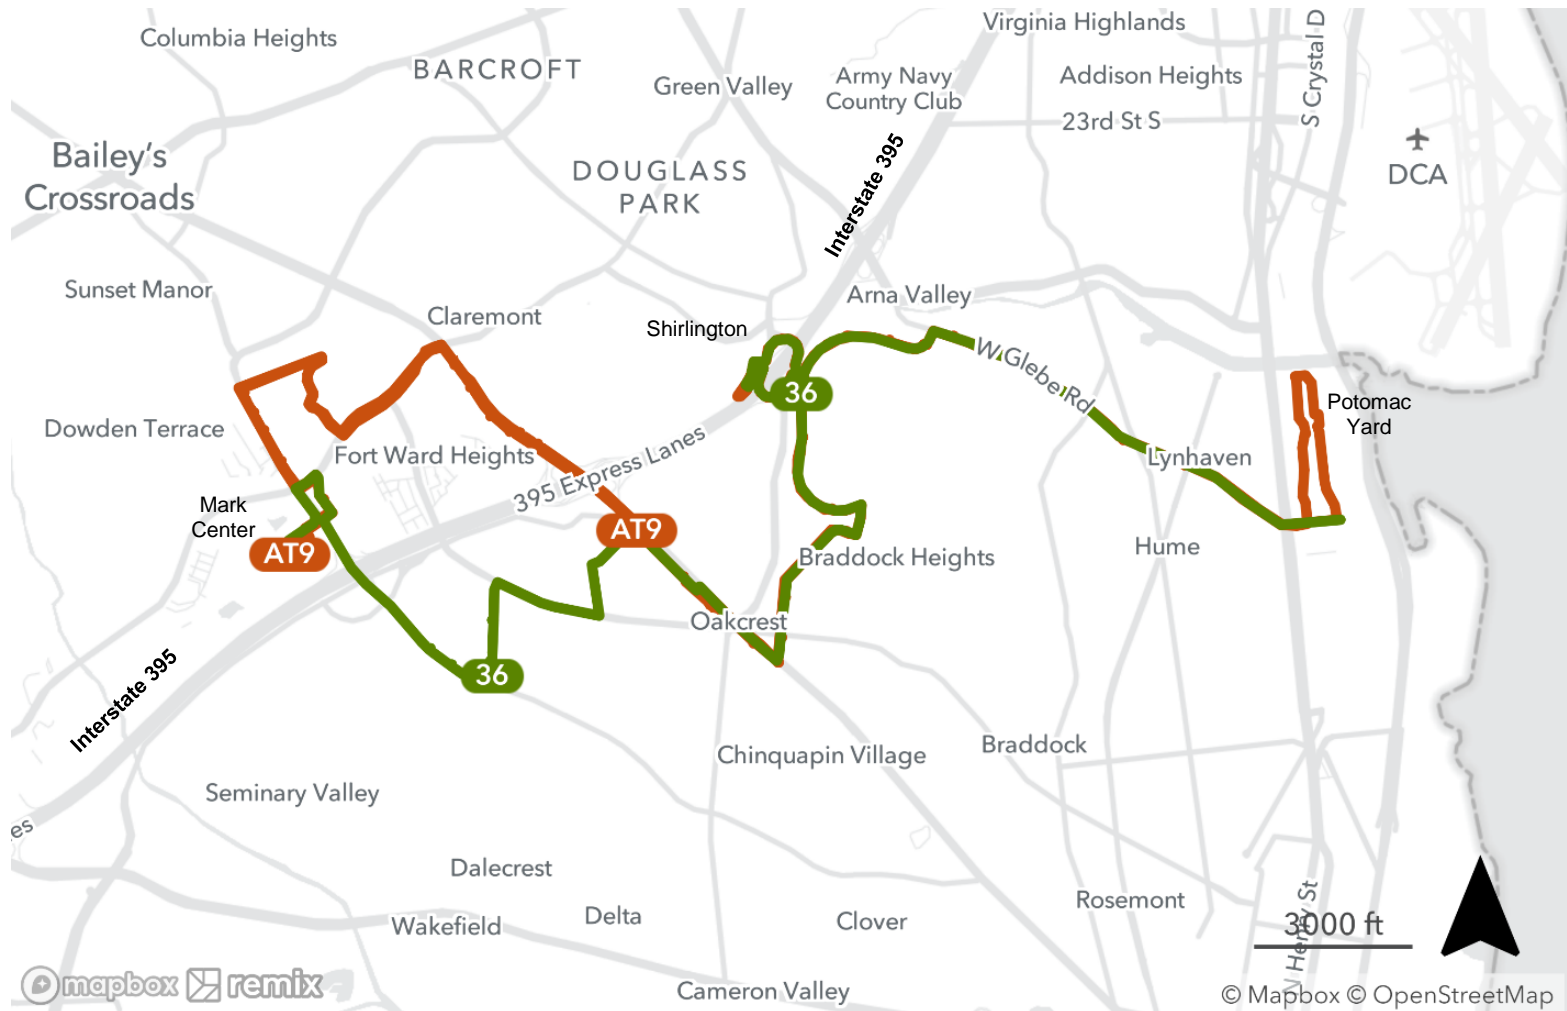 Virginia Highlands
Columbia Heights
BARCROFT
S Crystal D
Green Valley
Army Navy
Country Club
Addison Heights
23rd St S
Bailey's
Crossroads
DOUGLASS
PARK
Interstate 395
DCA
Sunset Manor
Arna Valley
Claremont
Shirlington
W Glebe Rd
36
Potomac
Yard
Dowden Terrace
Fort Ward Heights
395 Express Lanes
Lynhaven
Mark
Center
AT9
AT9
Braddock Heights
Hume
Oakcrest
36
Interstate 395
Chinquapin Village
Braddock
Seminary Valley
es
Dalecrest
Rosemont
Wakefield
Delta
Clover
3000 ft
N Henry St
mapbox remix
Cameron Valley
© Mapbox © OpenStreetMap